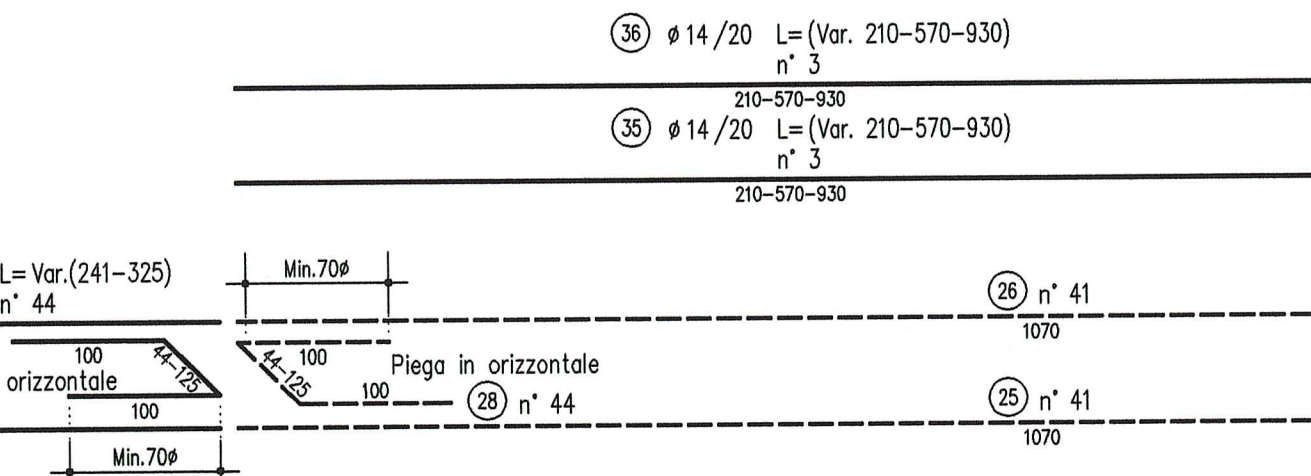 36 ø 14 /20 L= (Var. 210-570-930)
n° 3
210-570-930
35 ø 14 /20 L= (Var. 210-570-930)
n° 3
210-570-930
L= Var.(241-325)
n° 44
Min.70ø
26 n° 41
1070
100
44-125
orizzontale
100
100
44-125
Piega in orizzontale
100
28 n° 44
25 n° 41
1070
Min.70ø